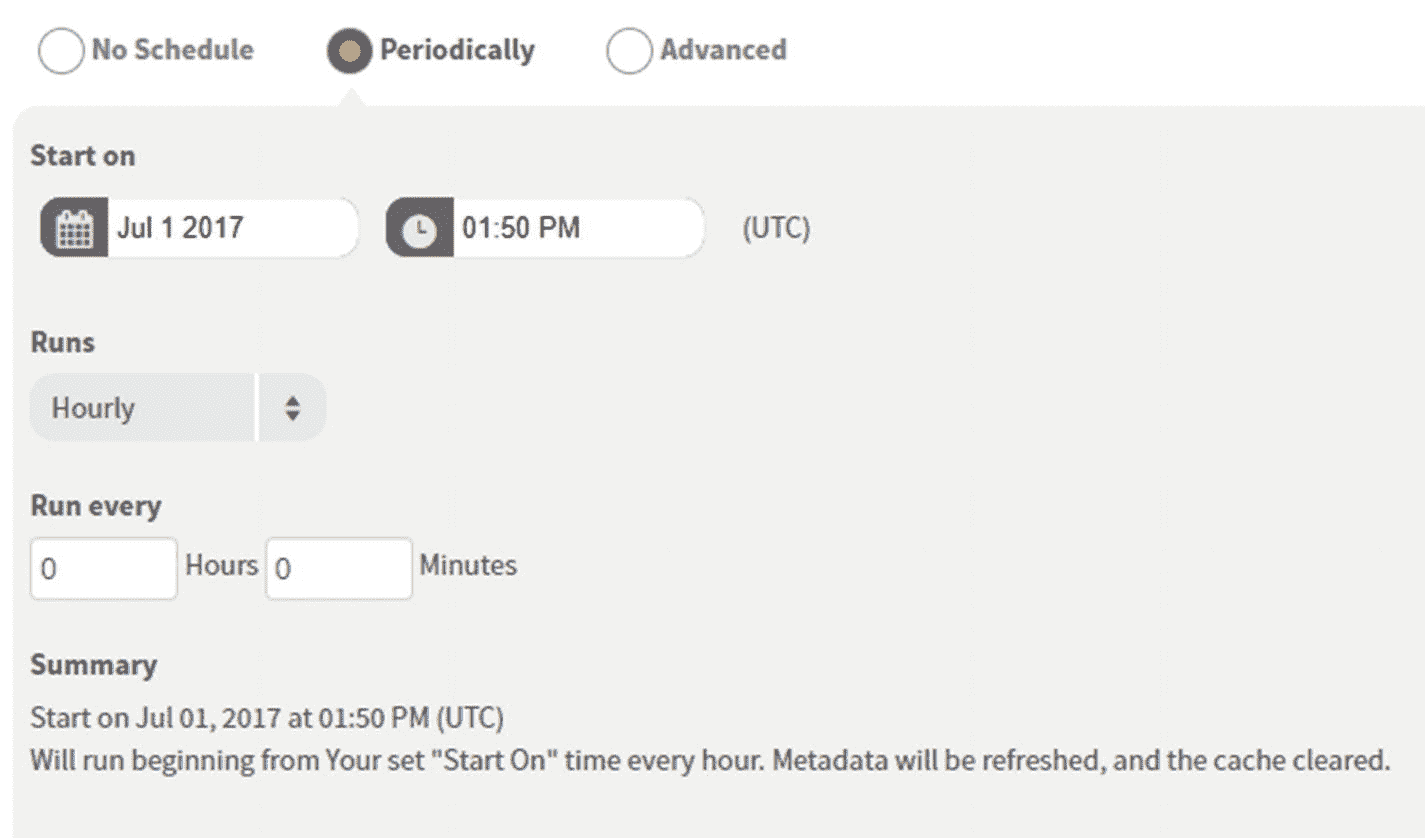 No Schedule Periodically Advanced
Start on
Jul 1 2017 01:50 PM (UTC)
Runs
Hourly
Run every
0 Hours 0 Minutes
Summary
Start on Jul 01, 2017 at 01:50 PM (UTC)
Will run beginning from Your set "Start On" time every hour. Metadata will be refreshed, and the cache cleared.